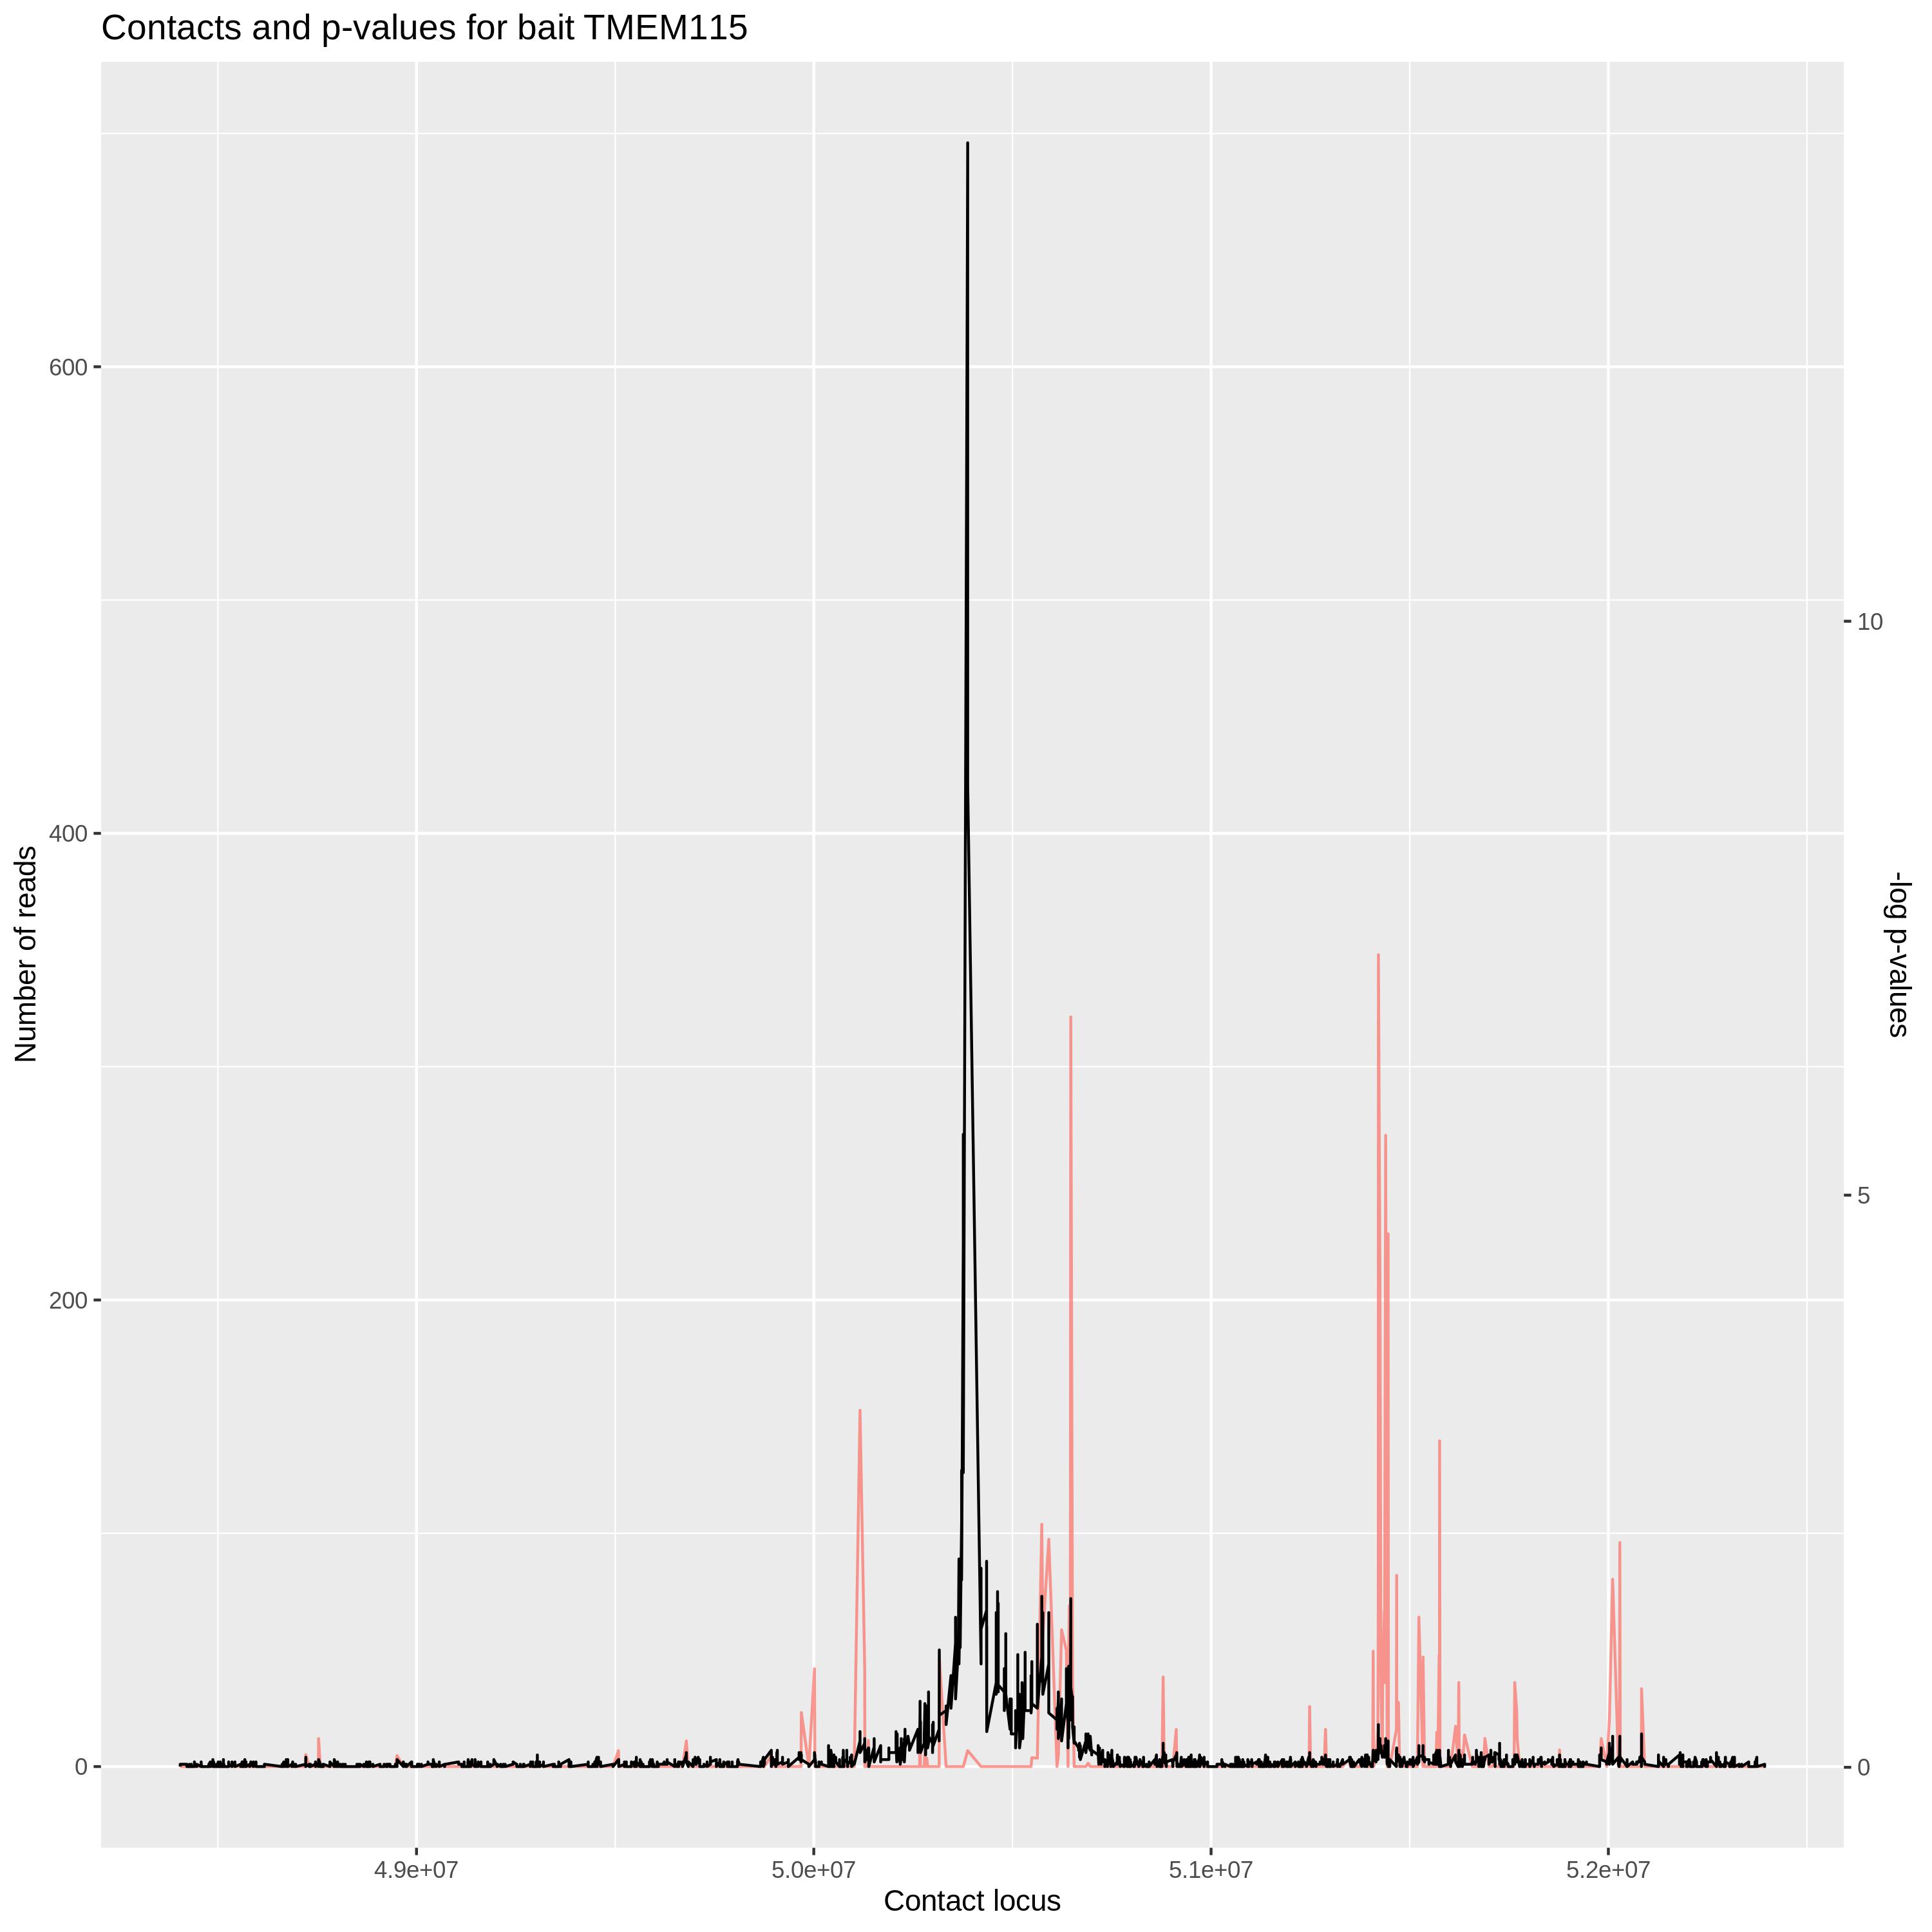 Contacts and p-values for bait TMEM115
600
400
200
0
Number of reads
10
5
0
-log p-values
4.9e+07
5.0e+07
5.1e+07
5.2e+07
Contact locus